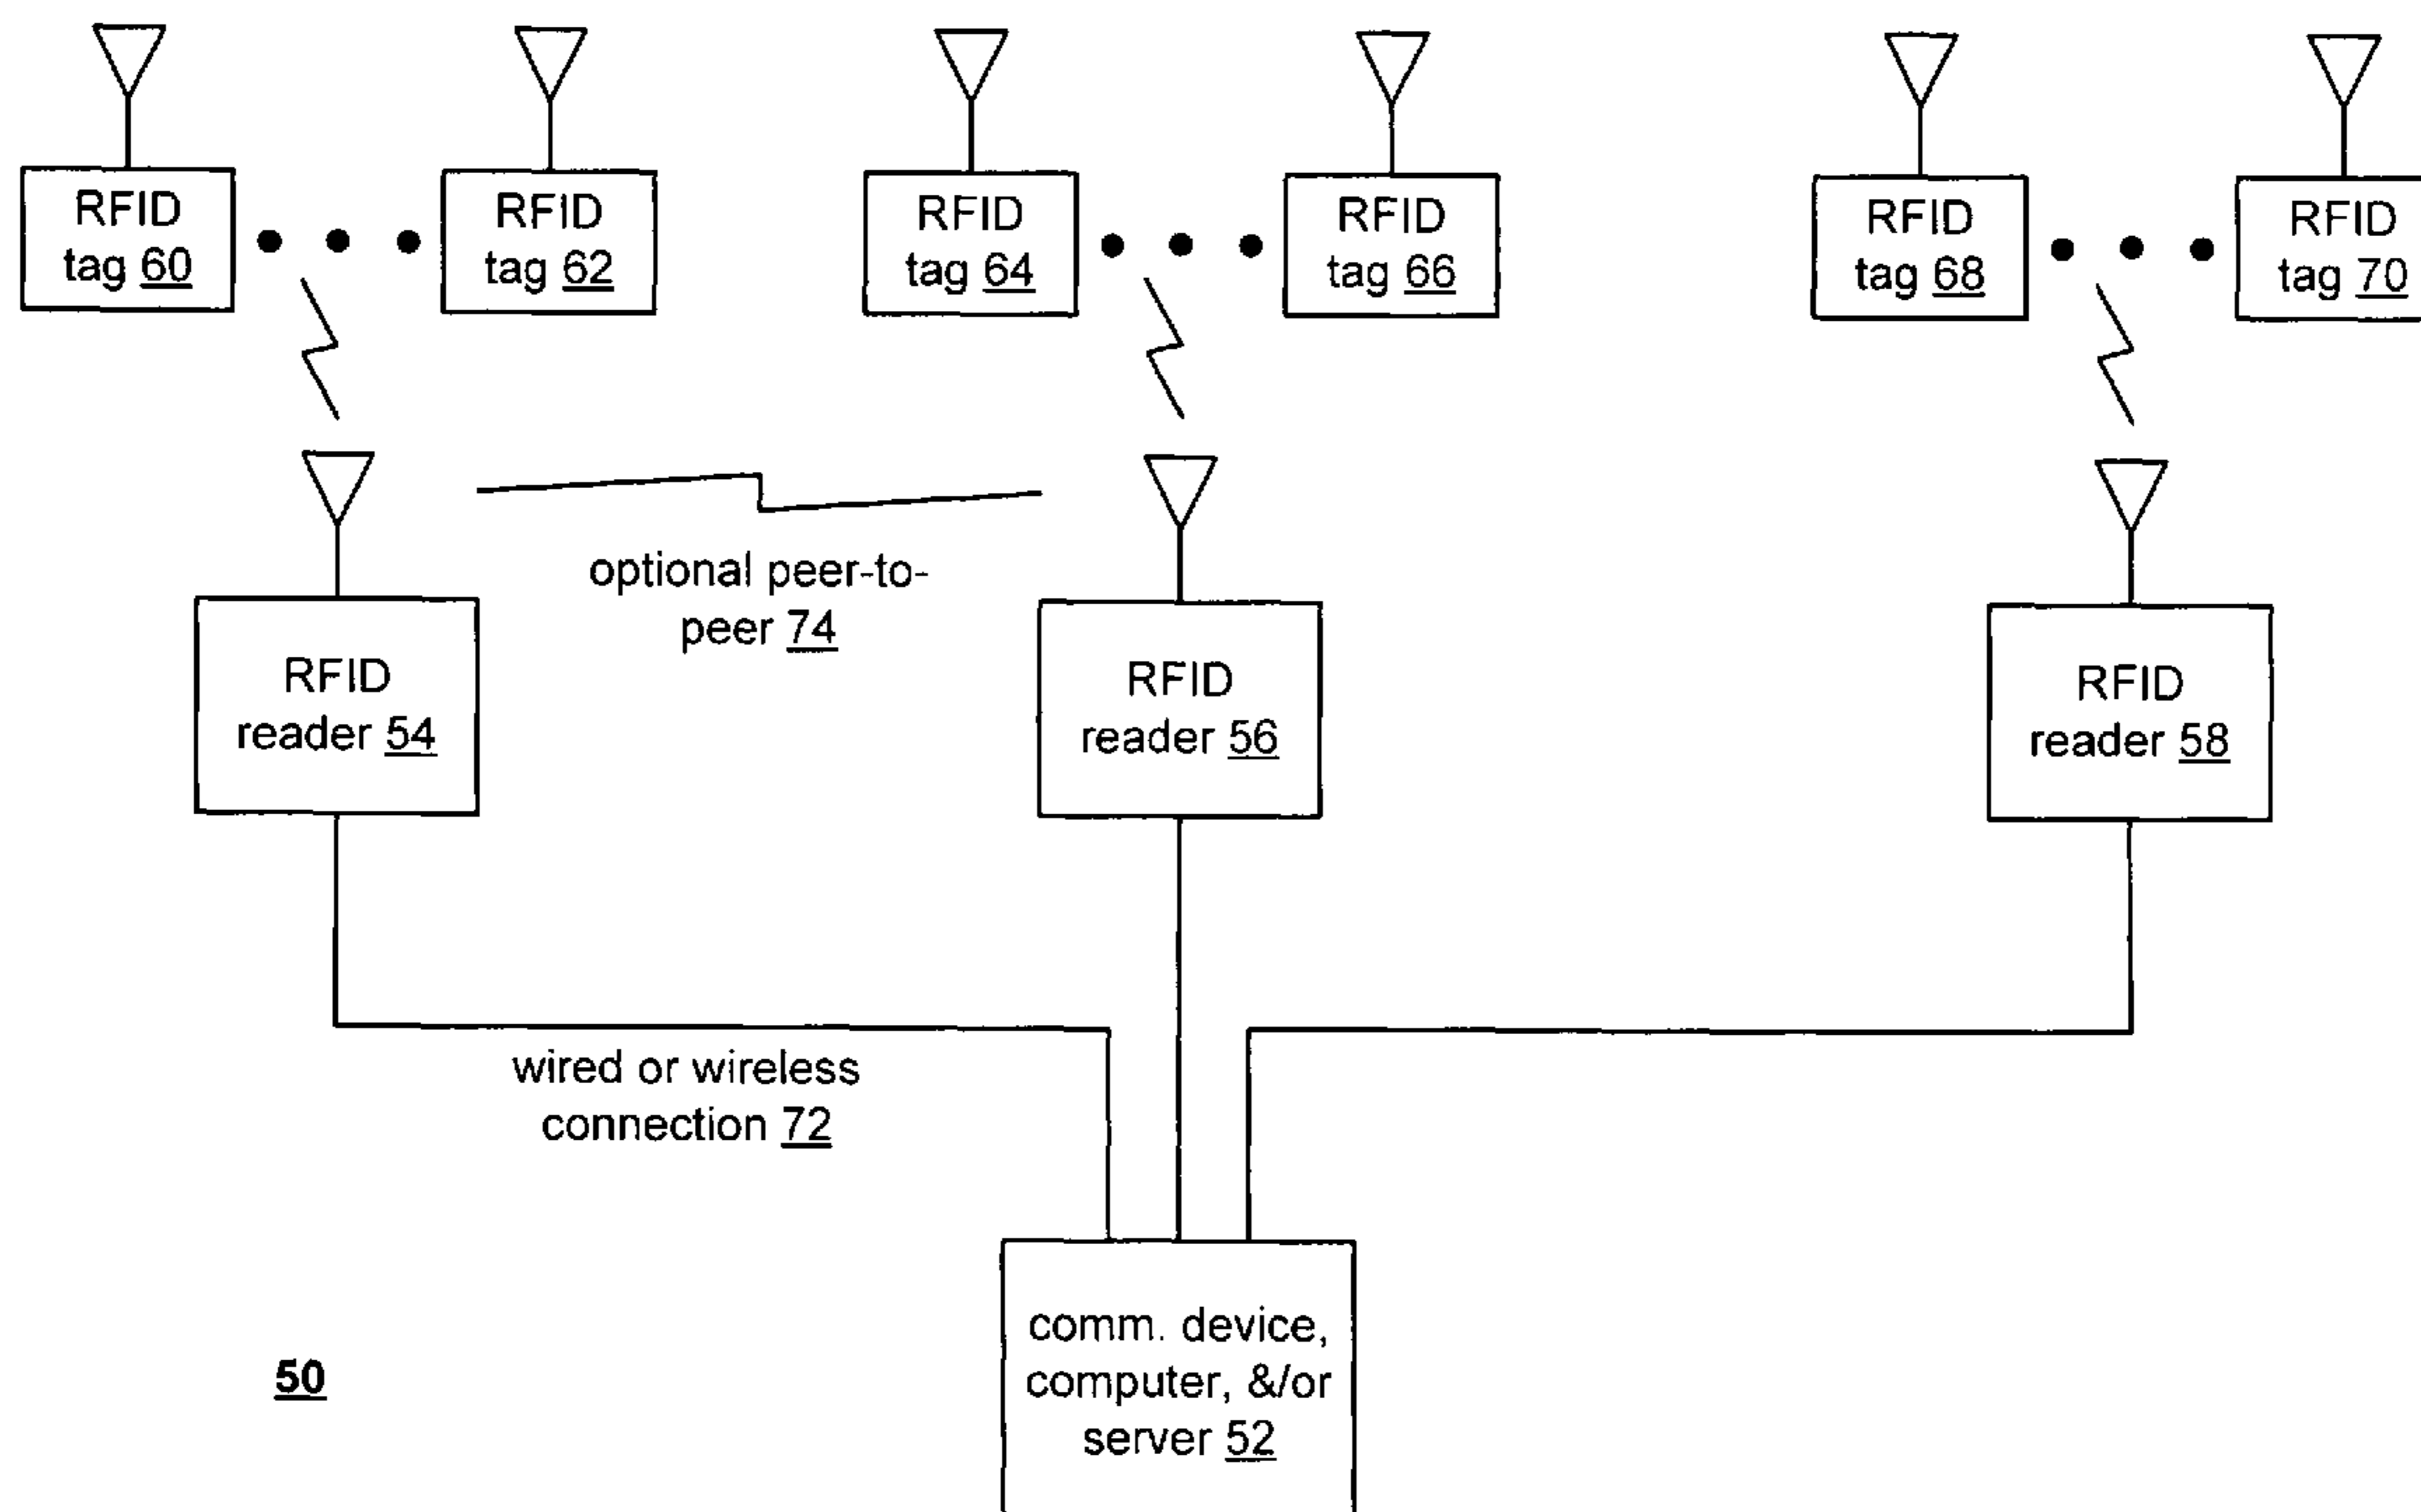 RFID
tag 60
RFID
tag 62
RFID
tag 64
RFID
tag 66
RFID
tag 68
RFID
tag 70
optional peer-to-
peer 74
RFID
reader 54
RFID
reader 56
RFID
reader 58
wired or wireless
connection 72
comm. device,
computer, &/or
server 52
50